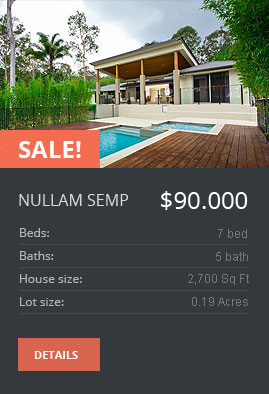 SALE!
NULLAM SEMP $90.000
Beds: 7 bed
Baths: 5 bath
House size: 2,700 Sq Ft
Lot size: 0.19 Acres
DETAILS